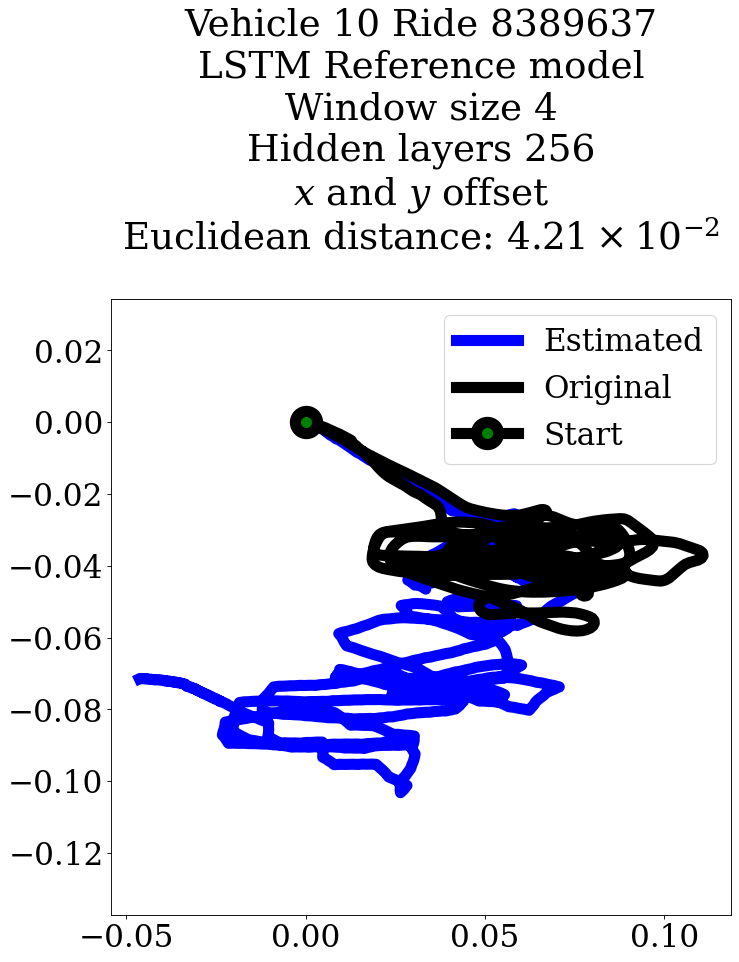 Vehicle 10 Ride 8389637
LSTM Reference model
Window size 4
Hidden layers 256
x and y offset
Euclidean distance: 4.21 × 10⁻²
Estimated
Original
Start
0.02
0.00
−0.02
−0.04
−0.06
−0.08
−0.10
−0.12
−0.05 0.00 0.05 0.10